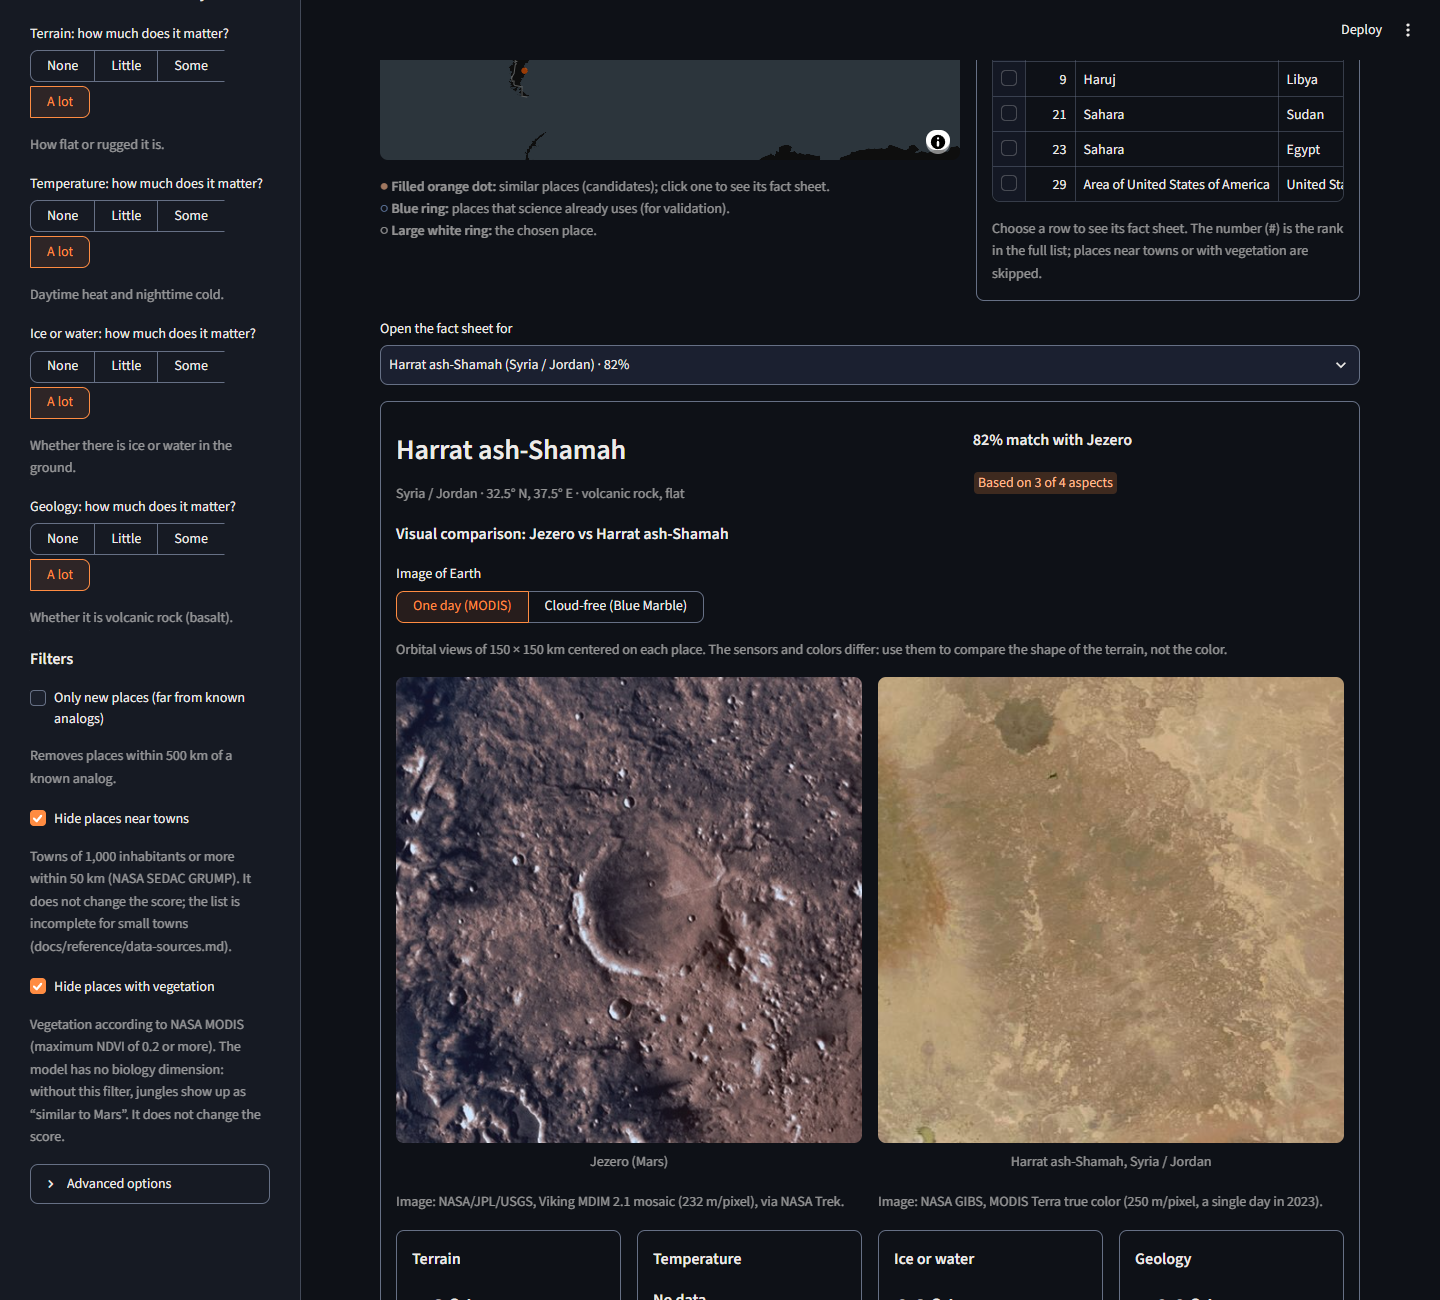 Terrain: how much does it matter?
None Little Some
A lot
How flat or rugged it is.
Temperature: how much does it matter?
None Little Some
A lot
Daytime heat and nighttime cold.
Ice or water: how much does it matter?
None Little Some
A lot
Whether there is ice or water in the
ground.
Geology: how much does it matter?
None Little Some
A lot
Whether it is volcanic rock (basalt).
Filters
Only new places (far from known
analogs)
Removes places within 500 km of a
known analog.
Hide places near towns
Towns of 1,000 inhabitants or more
within 50 km (NASA SEDAC GRUMP). It
does not change the score; the list is
incomplete for small towns
(docs/reference/data-sources.md).
Hide places with vegetation
Vegetation according to NASA MODIS
(maximum NDVI of 0.2 or more). The
model has no biology dimension:
without this filter, jungles show up as
“similar to Mars”. It does not change the
score.
Advanced options
Deploy
Filled orange dot: similar places (candidates); click one to see its fact sheet.
Blue ring: places that science already uses (for validation).
Large white ring: the chosen place.
9 Haruj Libya
21 Sahara Sudan
23 Sahara Egypt
29 Area of United States of America United Sta
Choose a row to see its fact sheet. The number (#) is the rank
in the full list; places near towns or with vegetation are
skipped.
Open the fact sheet for
Harrat ash-Shamah (Syria / Jordan) · 82%
Harrat ash-Shamah
82% match with Jezero
Based on 3 of 4 aspects
Syria / Jordan · 32.5° N, 37.5° E · volcanic rock, flat
Visual comparison: Jezero vs Harrat ash-Shamah
Image of Earth
One day (MODIS) Cloud-free (Blue Marble)
Orbital views of 150 × 150 km centered on each place. The sensors and colors differ: use them to compare the shape of the terrain, not the color.
Jezero (Mars)
Harrat ash-Shamah, Syria / Jordan
Image: NASA/JPL/USGS, Viking MDIM 2.1 mosaic (232 m/pixel), via NASA Trek.
Image: NASA GIBS, MODIS Terra true color (250 m/pixel, a single day in 2023).
Terrain
Temperature
No data
Ice or water
Geology